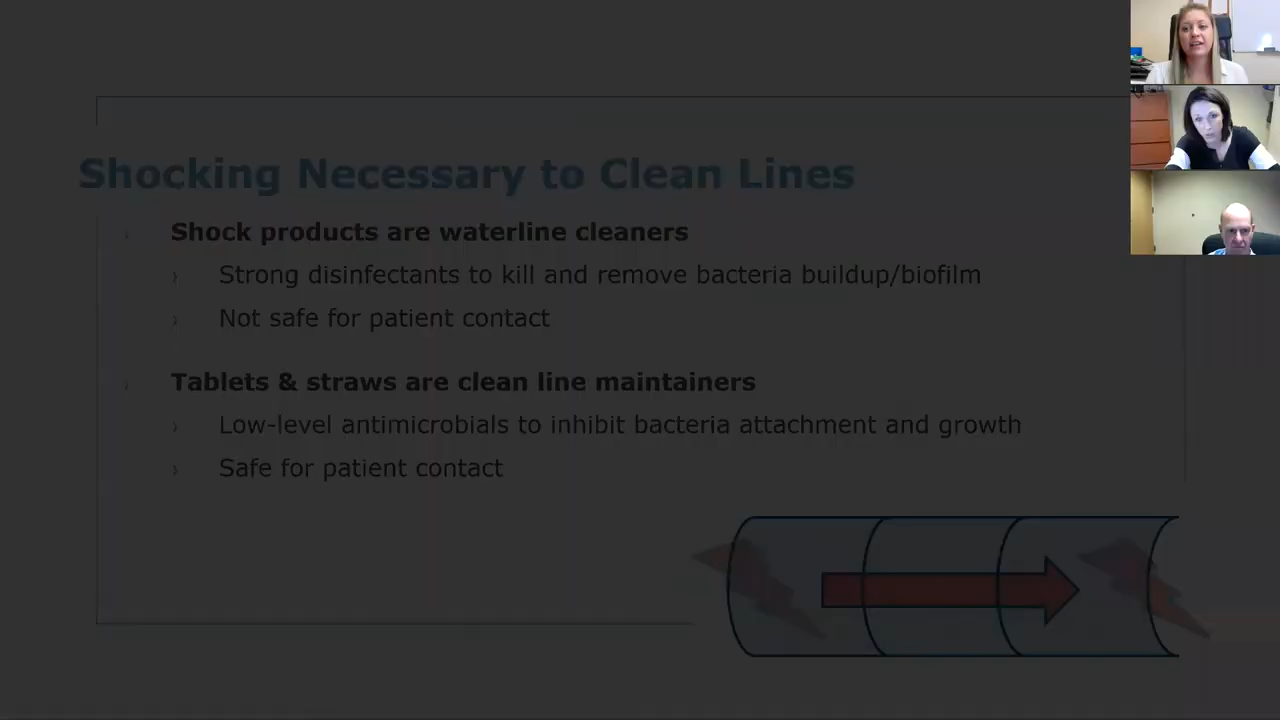 Shocking Necessary to Clean Lines
Shock products are waterline cleaners
Strong disinfectants to kill and remove bacteria buildup/biofilm
Not safe for patient contact
Tablets & straws are clean line maintainers
Low-level antimicrobials to inhibit bacteria attachment and growth
Safe for patient contact